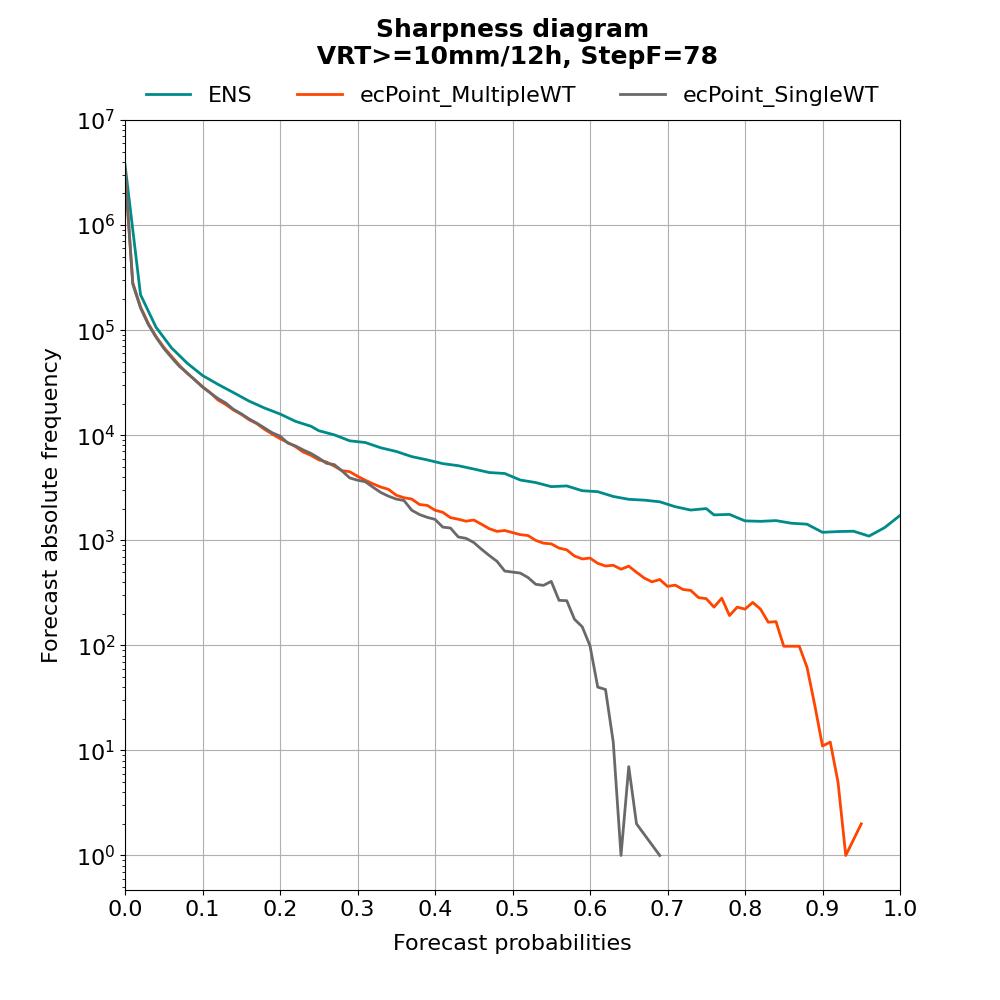 Sharpness diagram
VRT>=10mm/12h, StepF=78
ENS ecPoint_MultipleWT ecPoint_SingleWT
10^7
10^6
10^5
10^4
10^3
10^2
10^1
10^0
Forecast absolute frequency
0.0 0.1 0.2 0.3 0.4 0.5 0.6 0.7 0.8 0.9 1.0
Forecast probabilities